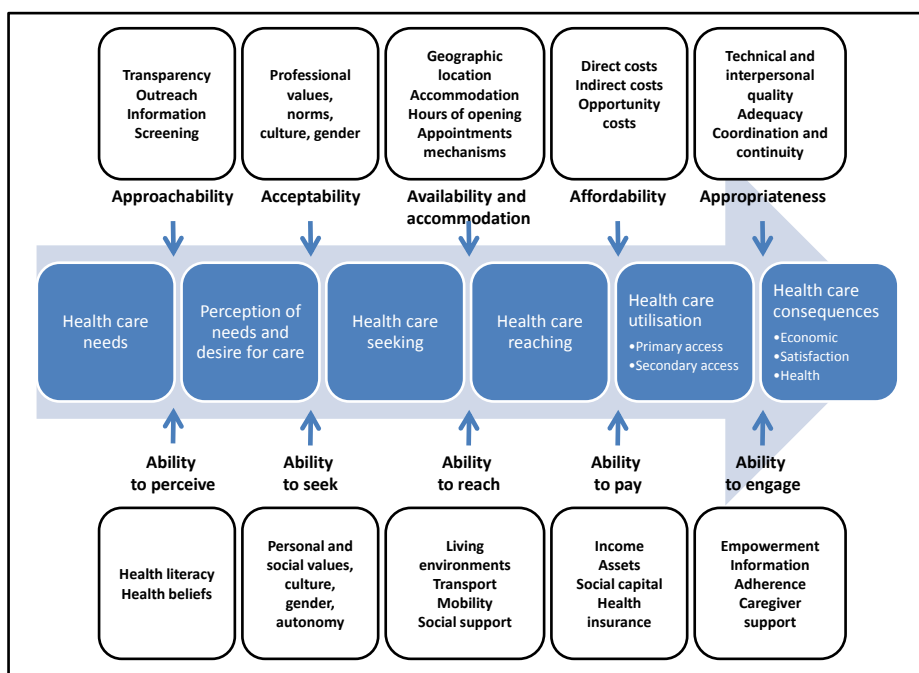 Transparency
Outreach
Information
Screening
Professional
values,
norms,
culture, gender
Geographic
location
Accommodation
Hours of opening
Appointments
mechanisms
Direct costs
Indirect costs
Opportunity
costs
Technical and
interpersonal
quality
Adequacy
Coordination and
continuity
Approachability
Acceptability
Availability and
accommodation
Affordability
Appropriateness
Health care
needs
Perception of
needs and
desire for care
Health care
seeking
Health care
reaching
Health care
utilisation
•Primary access
•Secondary access
Health care
consequences
•Economic
•Satisfaction
•Health
Ability
to perceive
Ability
to seek
Ability
to reach
Ability
to pay
Ability
to engage
Health literacy
Health beliefs
Personal and
social values,
culture,
gender,
autonomy
Living
environments
Transport
Mobility
Social support
Income
Assets
Social capital
Health
insurance
Empowerment
Information
Adherence
Caregiver
support